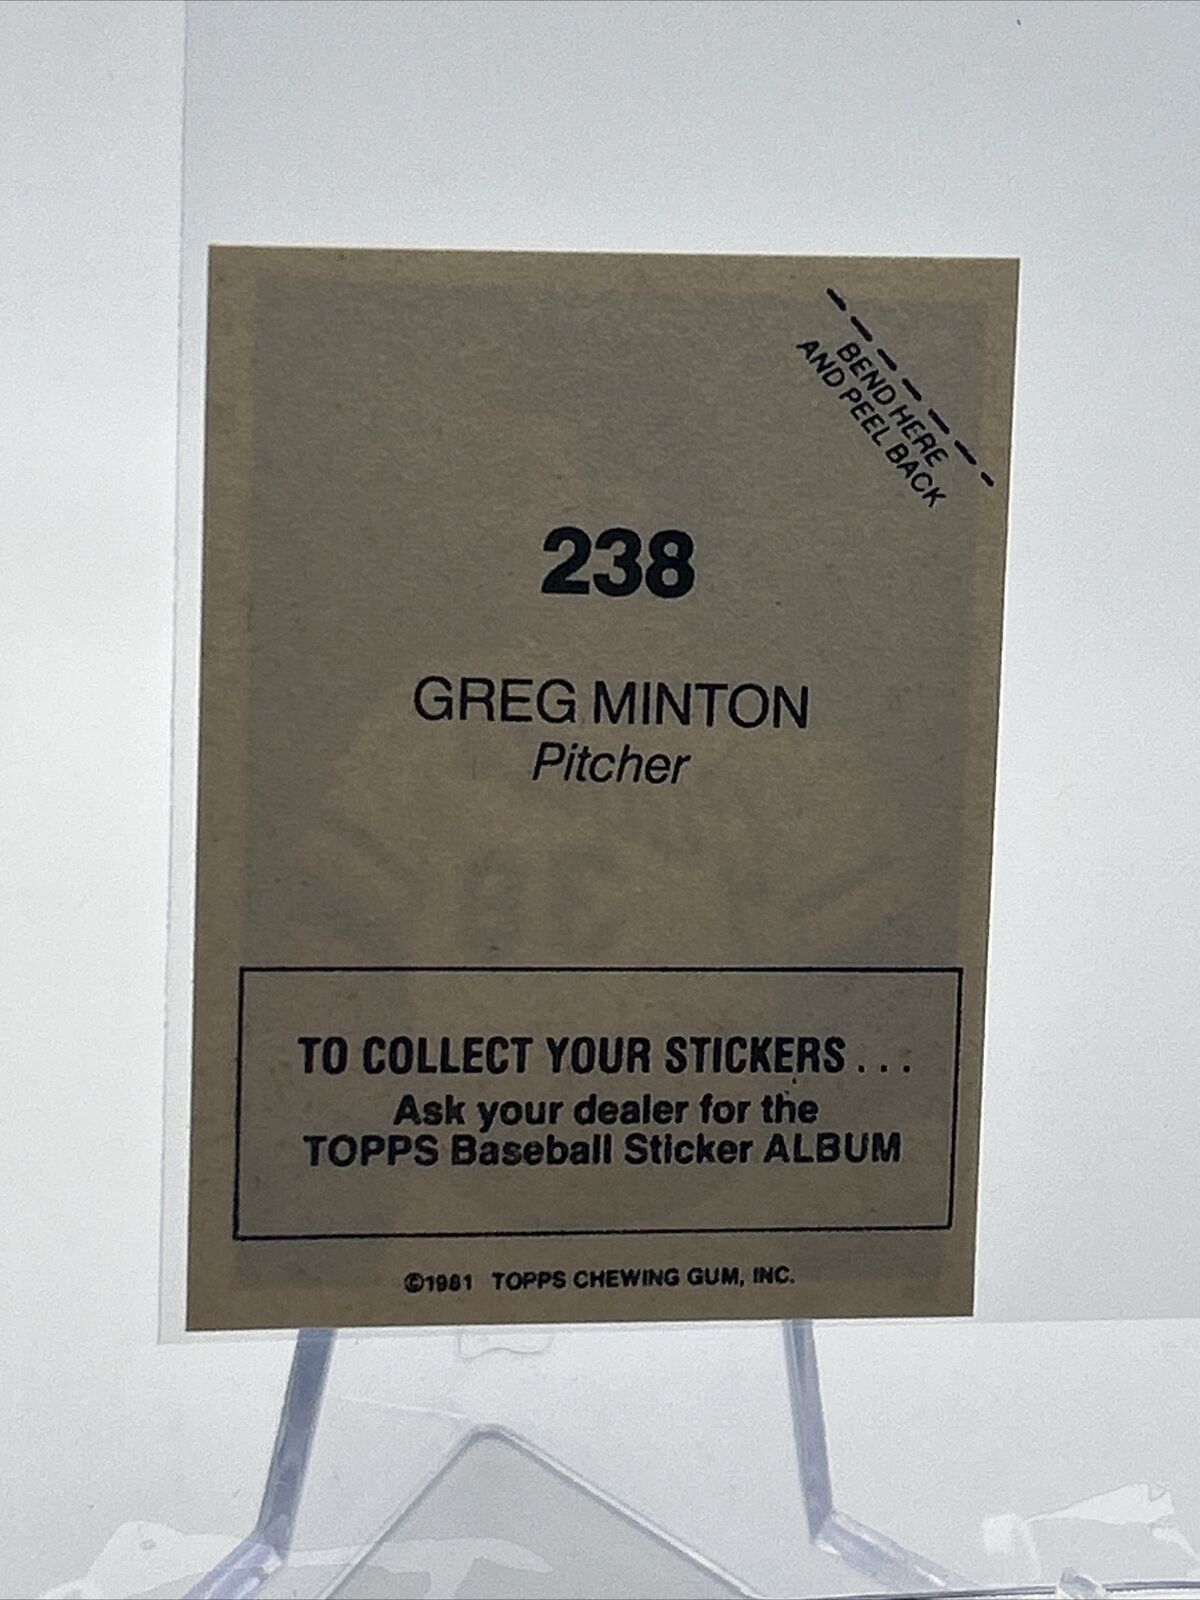 BEND HERE
AND PEEL BACK
238
GREG MINTON
Pitcher
TO COLLECT YOUR STICKERS...
Ask your dealer for the
TOPPS Baseball Sticker ALBUM
©1981 TOPPS CHEWING GUM, INC.